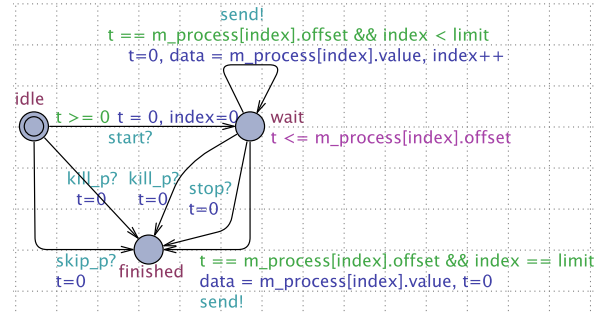 send!
t == m_process[index].offset && index < limit
t=0, data = m_process[index].value, index++
idle
t >= 0 t = 0, index=0
wait
start?
t <= m_process[index].offset
kill_p? kill_p?
stop?
t=0 t=0
t=0
skip_p?
t == m_process[index].offset && index == limit
finished
t=0
data = m_process[index].value, t=0
send!